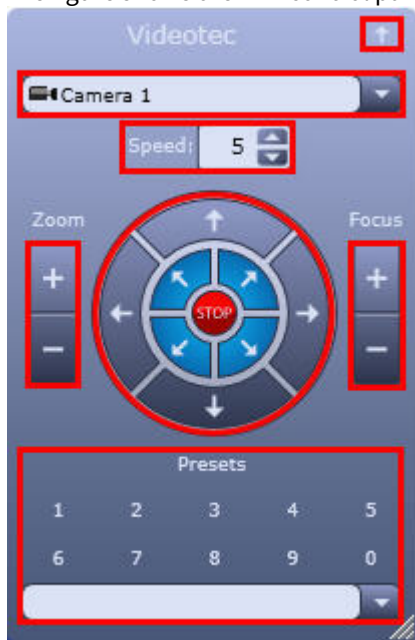 Videotec
Camera 1
Speed: 5
Zoom
Focus
+ +
STOP
- -
Presets
1 2 3 4 5
6 7 8 9 0